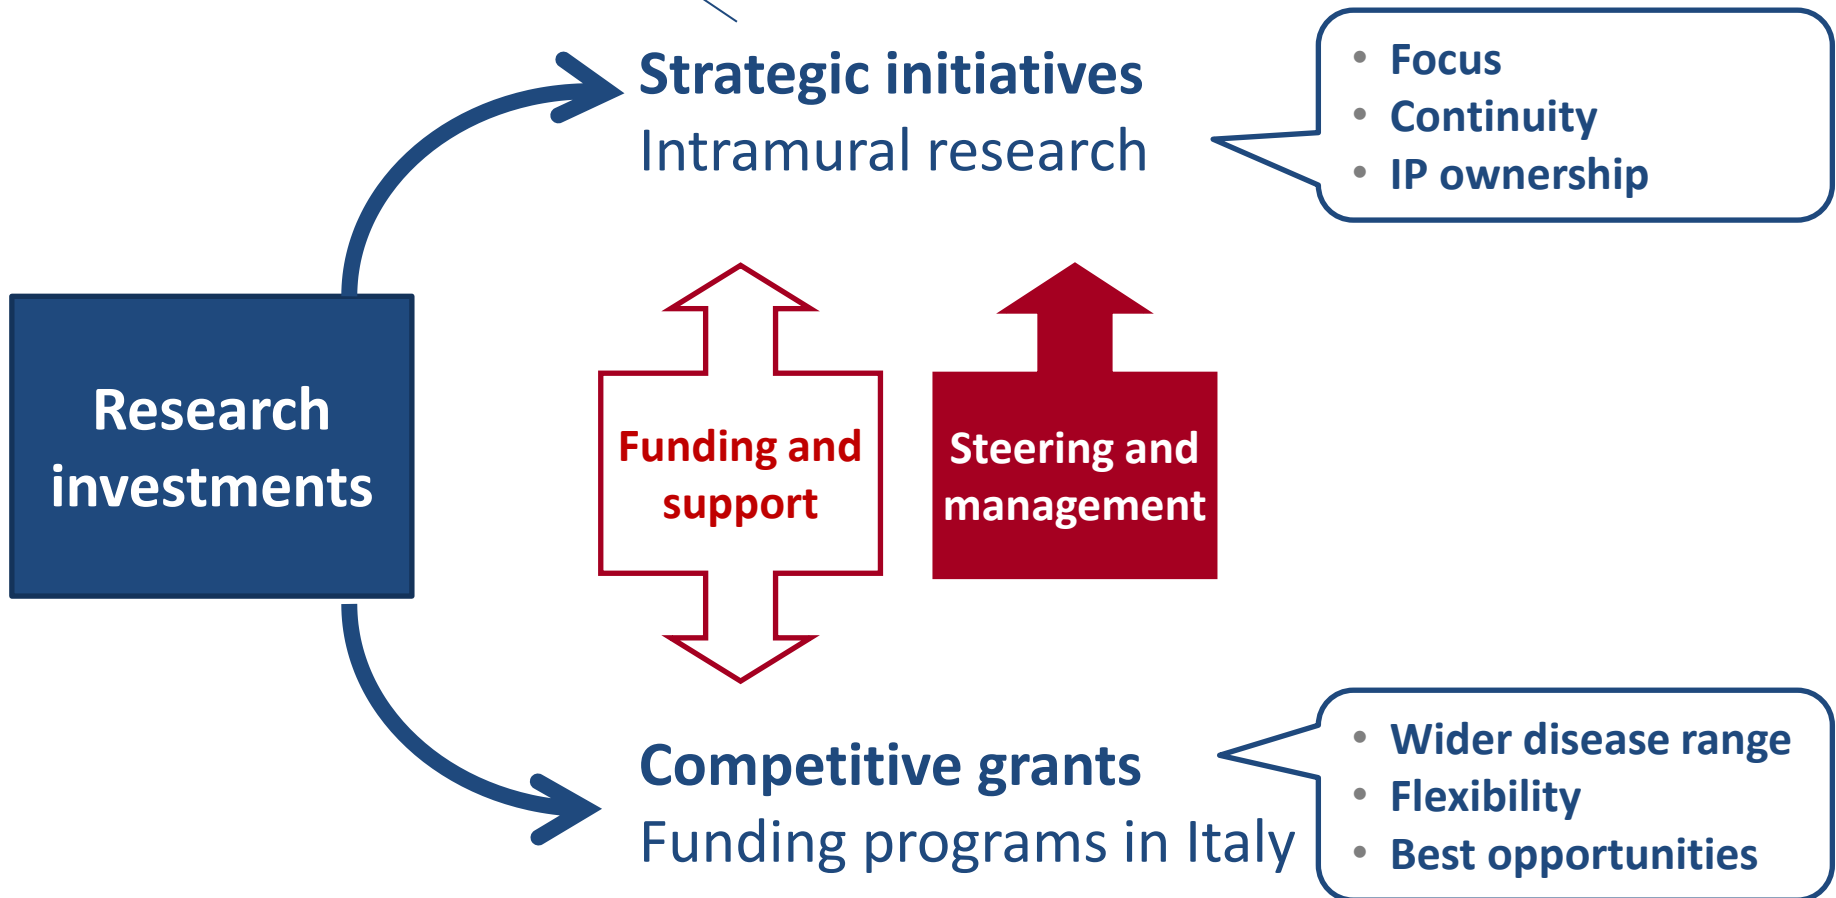 Strategic initiatives
Intramural research
• Focus
• Continuity
• IP ownership
Research
investments
Funding and
support
Steering and
management
Competitive grants
Funding programs in Italy
• Wider disease range
• Flexibility
• Best opportunities